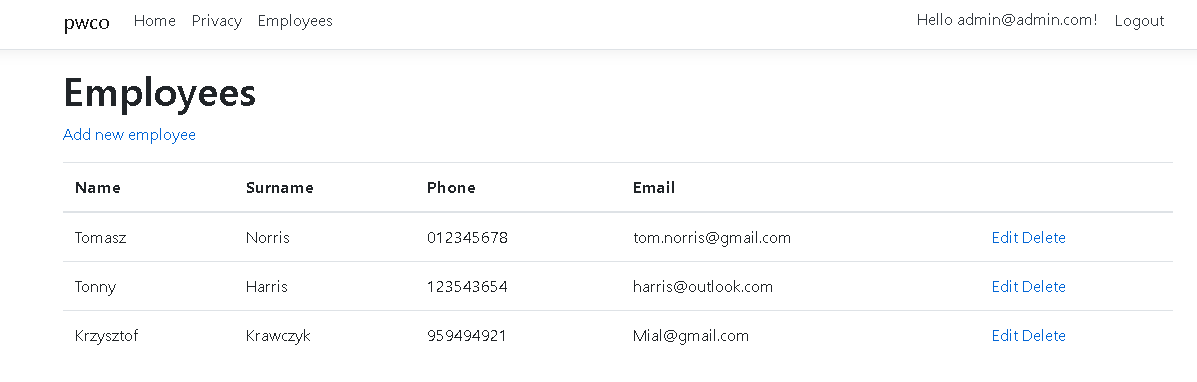 pwco Home Privacy Employees Hello admin@admin.com! Logout
Employees
Add new employee
Name Surname Phone Email
Tomasz Norris 012345678 tom.norris@gmail.com Edit Delete
Tonny Harris 123543654 harris@outlook.com Edit Delete
Krzysztof Krawczyk 959494921 Mial@gmail.com Edit Delete